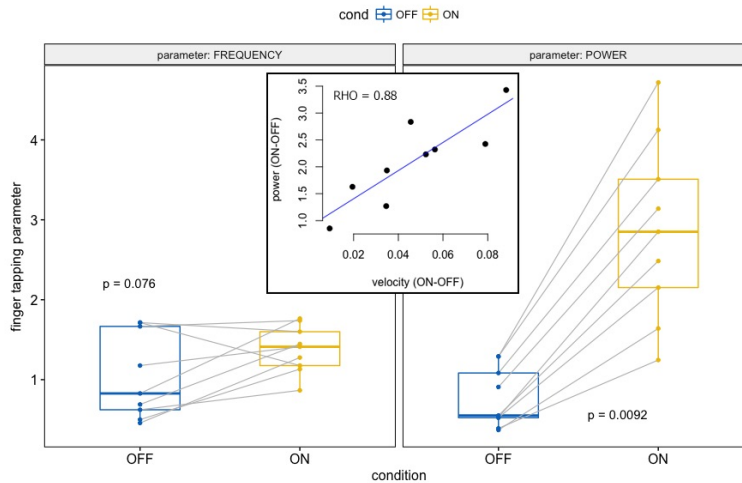 cond OFF ON
parameter: FREQUENCY
parameter: POWER
finger tapping parameter
4
3
2
1
p = 0.076
p = 0.0092
OFF
ON
OFF
ON
condition
RHO = 0.88
power (ON-OFF)
3.5
3.0
2.5
2.0
1.5
1.0
0.02 0.04 0.06 0.08
velocity (ON-OFF)